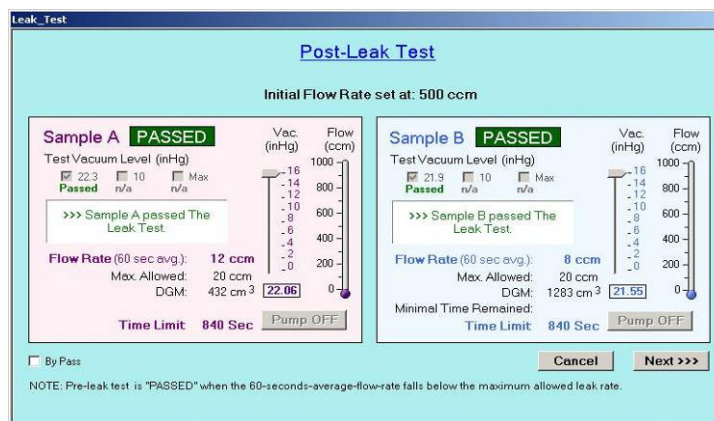 Leak_Test
Post-Leak Test
Initial Flow Rate set at: 500 ccm
Sample A PASSED
Test Vacuum Level (inHg)
22.3 10 Max
Passed n/a n/a
>>> Sample A passed The
Leak Test.
Flow Rate (60 sec avg.): 12 ccm
Max. Allowed: 20 ccm
DGM: 432 cm³
Time Limit 840 Sec
Vac. Flow
(inHg) (ccm)
16
14
12
10
8
6
4
2
0
22.06
1000
800
600
400
200
0
Pump OFF
Sample B PASSED
Test Vacuum Level (inHg)
21.9 10 Max
Passed n/a n/a
>>> Sample B passed The
Leak Test.
Flow Rate (60 sec avg.): 8 ccm
Max. Allowed: 20 ccm
DGM: 1283 cm³
Minimal Time Remained:
Time Limit 840 Sec
Vac. Flow
(inHg) (ccm)
16
14
12
10
8
6
4
2
0
21.55
1000
800
600
400
200
0
Pump OFF
By Pass
Cancel Next >>>
NOTE: Pre-leak test is "PASSED" when the 60-seconds-average-flow-rate falls below the maximum allowed leak rate.